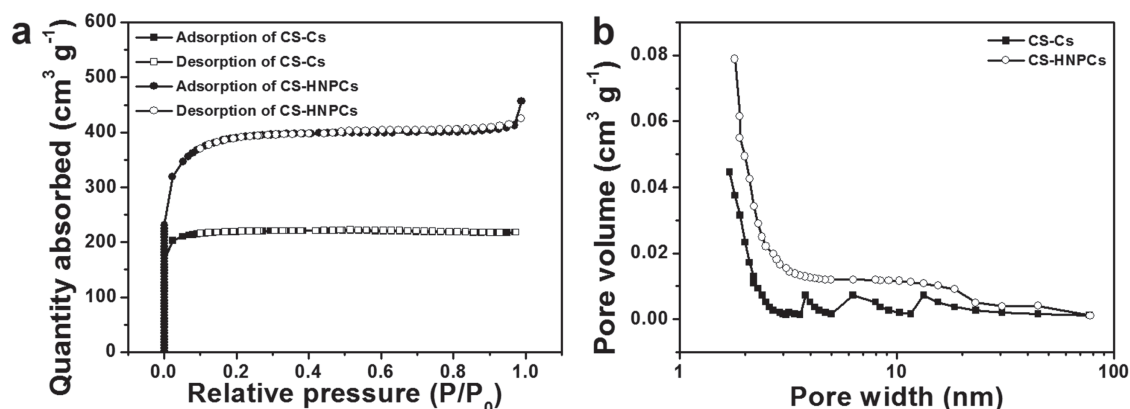 a
Quantity absorbed (cm³ g⁻¹)
600
500
400
300
200
100
0
Adsorption of CS-Cs
Desorption of CS-Cs
Adsorption of CS-HNPCs
Desorption of CS-HNPCs
0.0 0.2 0.4 0.6 0.8 1.0
Relative pressure (P/P₀)
b
Pore volume (cm³ g⁻¹)
0.08
0.06
0.04
0.02
0.00
CS-Cs
CS-HNPCs
1 10 100
Pore width (nm)